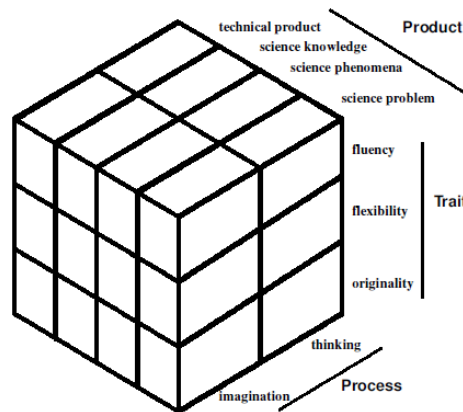 technical product
Product
science knowledge
science phenomena
science problem
fluency
flexibility
Trait
originality
thinking
imagination
Process